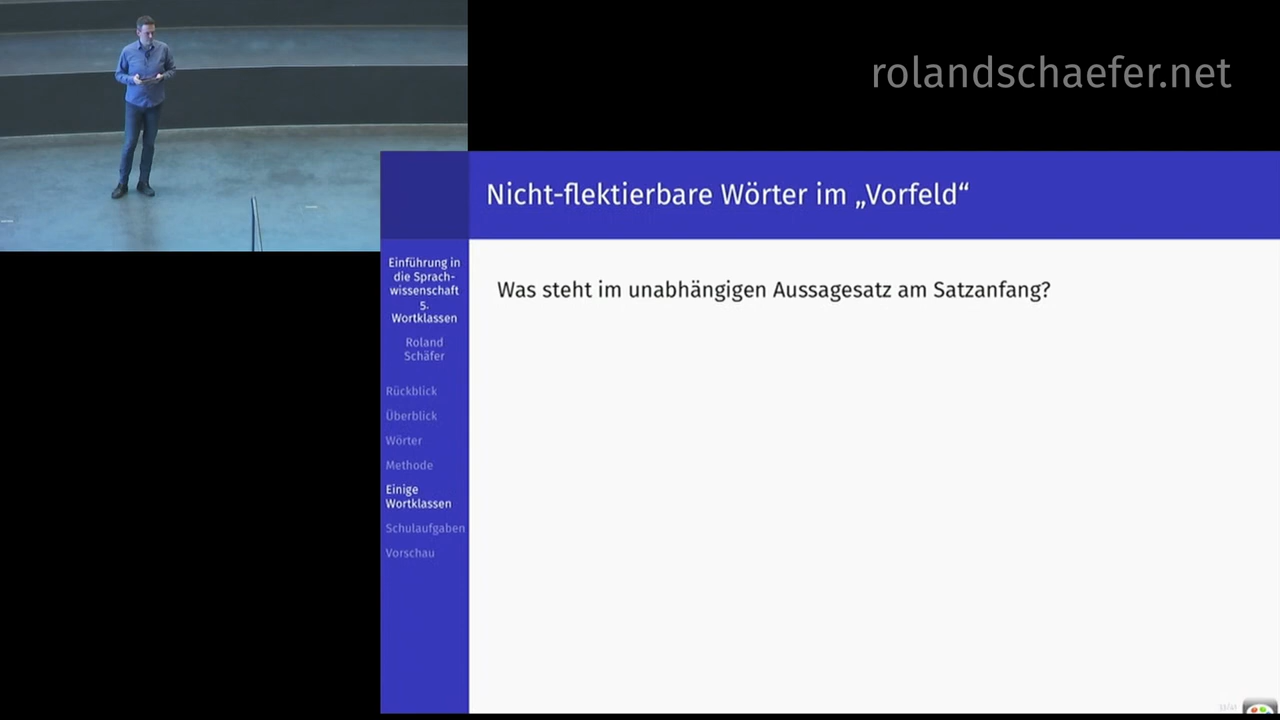 rolandschaefer.net
Nicht-flektierbare Wörter im „Vorfeld“
Einführung in
die Sprach-
wissenschaft
5.
Wortklassen
Roland
Schäfer
Rückblick
Überblick
Wörter
Methode
Einige
Wortklassen
Schulaufgaben
Vorschau
Was steht im unabhängigen Aussagesatz am Satzanfang?